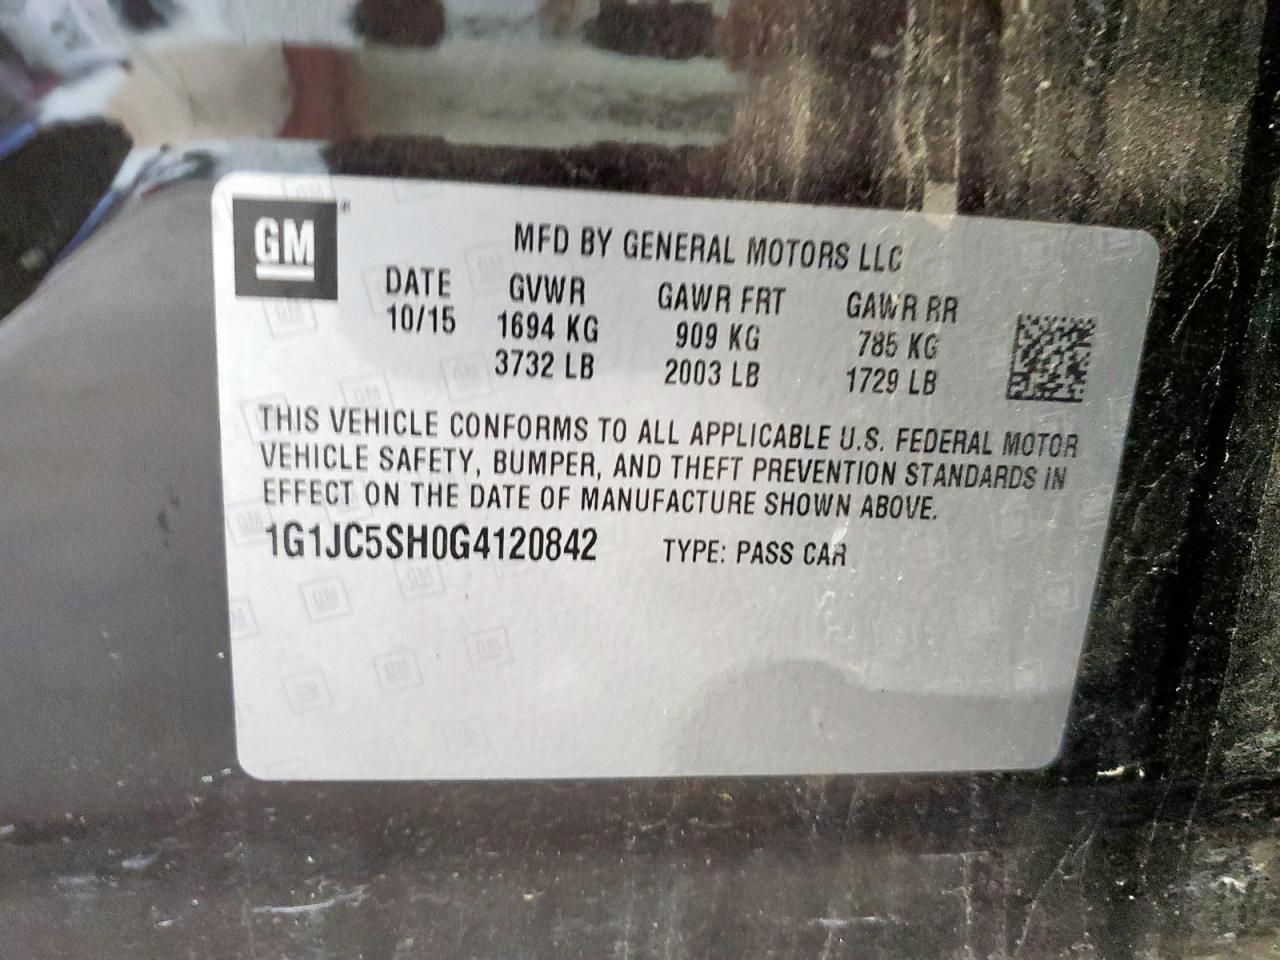 GM
MFD BY GENERAL MOTORS LLC
DATE GVWR GAWR FRT GAWR RR
10/15 1694 KG 909 KG 785 KG
3732 LB 2003 LB 1729 LB
THIS VEHICLE CONFORMS TO ALL APPLICABLE U.S. FEDERAL MOTOR
VEHICLE SAFETY, BUMPER, AND THEFT PREVENTION STANDARDS IN
EFFECT ON THE DATE OF MANUFACTURE SHOWN ABOVE.
1G1JC5SH0G4120842 TYPE: PASS CAR